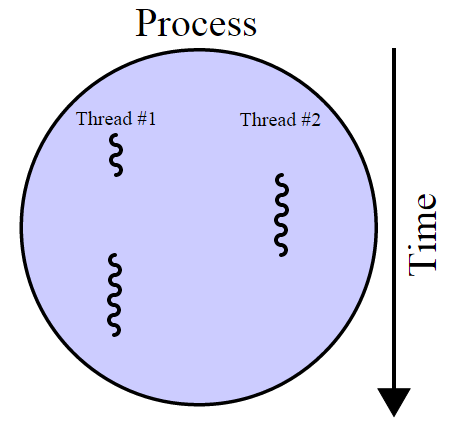 Process
Thread #1
Thread #2
Time